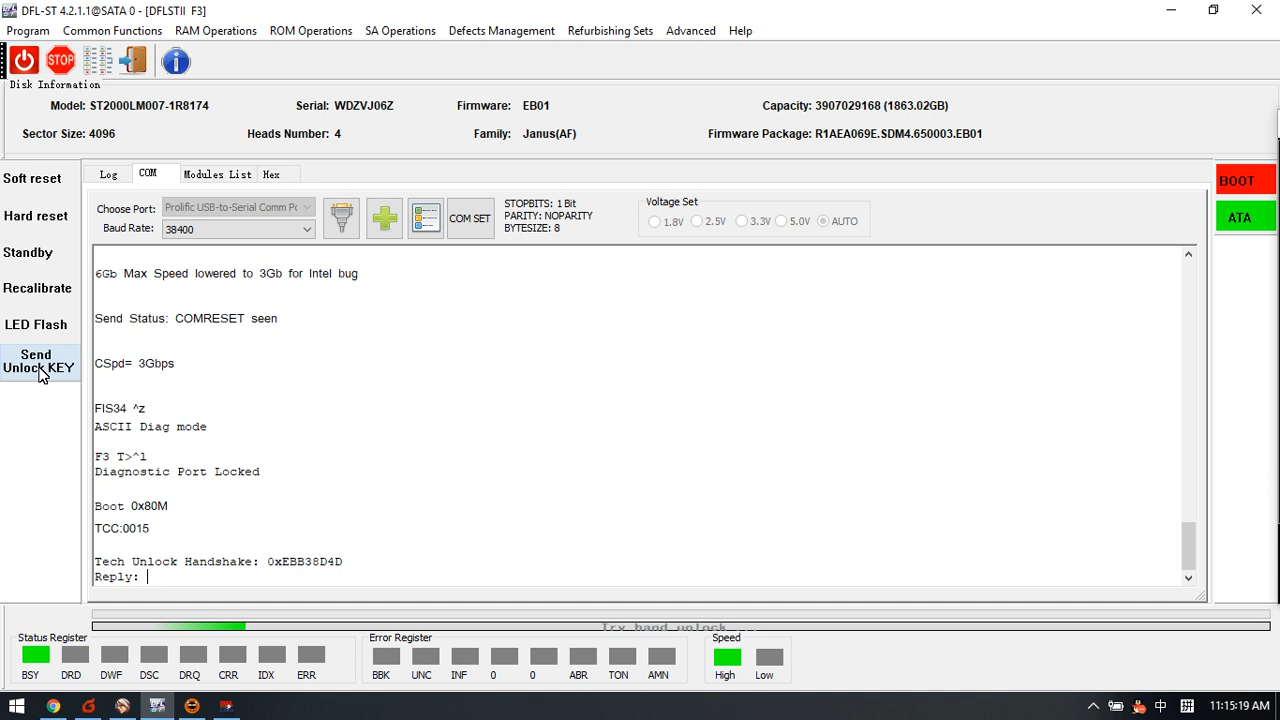 DFL-ST 4.2.1.1@SATA 0 - [DFLSTII F3]
Program Common Functions RAM Operations ROM Operations SA Operations Defects Management Refurbishing Sets Advanced Help
STOP
Disk Information
Model: ST2000LM007-1R8174 Serial: WDZVJ06Z Firmware: EB01 Capacity: 3907029168 (1863.02GB)
Sector Size: 4096 Heads Number: 4 Family: Janus(AF) Firmware Package: R1AEA069E.SDM4.650003.EB01
Soft reset
Hard reset
Standby
Recalibrate
LED Flash
Send
Unlock KEY
Log COM Modules List Hex
Choose Port: Prolific USB-to-Serial Comm Pc
Baud Rate: 38400
COM SET
STOPBITS: 1 Bit
PARITY: NOPARITY
BYTESIZE: 8
Voltage Set
1.8V 2.5V 3.3V 5.0V AUTO
6Gb Max Speed lowered to 3Gb for Intel bug
Send Status: COMRESET seen
CSpd= 3Gbps
FIS34 ^z
ASCII Diag mode
F3 T>^l
Diagnostic Port Locked
Boot 0x80M
TCC:0015
Tech Unlock Handshake: 0xEBB38D4D
Reply:
BOOT
ATA
Try hand unlock...
Status Register
BSY DRD DWF DSC DRQ CRR IDX ERR
Error Register
BBK UNC INF 0 0 ABR TON AMN
Speed
High Low
中 拼 11:15:19 AM